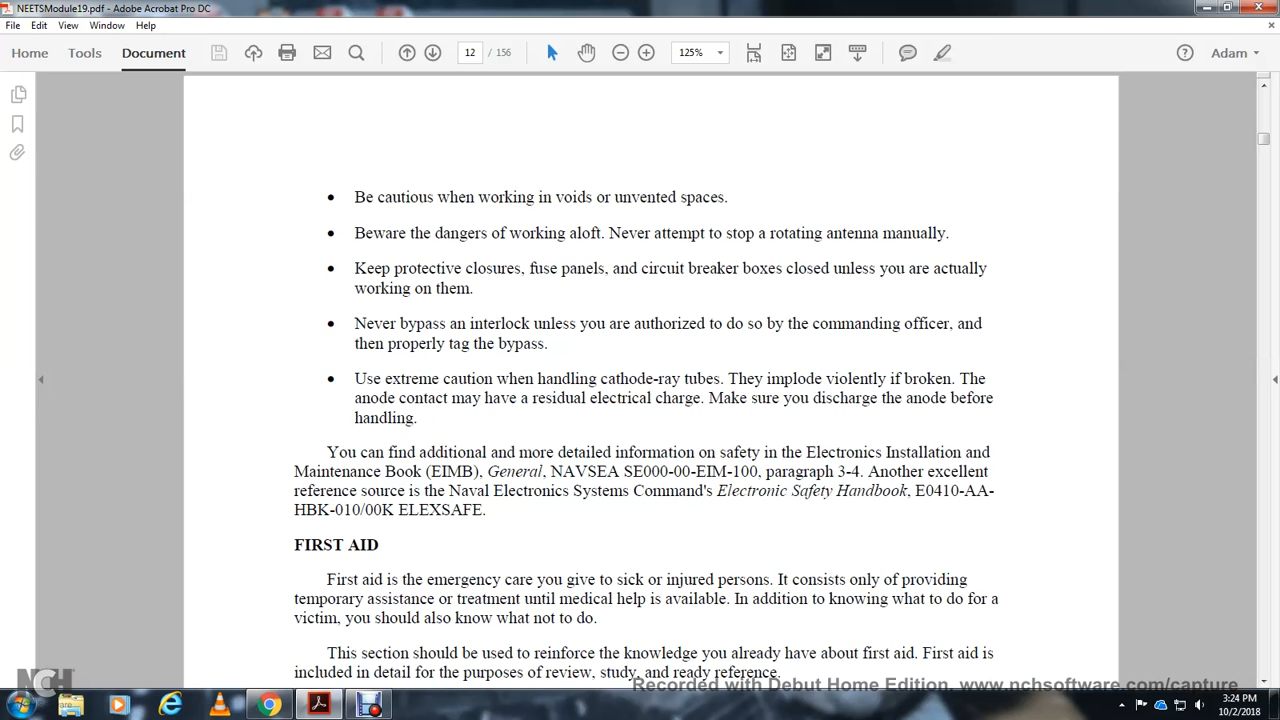 NEETSModule19.pdf - Adobe Acrobat Pro DC
File Edit View Window Help
Home Tools Document 12 / 156 125% Adam
• Be cautious when working in voids or unvented spaces.
• Beware the dangers of working aloft. Never attempt to stop a rotating antenna manually.
• Keep protective closures, fuse panels, and circuit breaker boxes closed unless you are actually
working on them.
• Never bypass an interlock unless you are authorized to do so by the commanding officer, and
then properly tag the bypass.
• Use extreme caution when handling cathode-ray tubes. They implode violently if broken. The
anode contact may have a residual electrical charge. Make sure you discharge the anode before
handling.
You can find additional and more detailed information on safety in the Electronics Installation and
Maintenance Book (EIMB), General, NAVSEA SE000-00-EIM-100, paragraph 3-4. Another excellent
reference source is the Naval Electronics Systems Command's Electronic Safety Handbook, E0410-AA-
HBK-010/00K ELEXSAFE.
FIRST AID
First aid is the emergency care you give to sick or injured persons. It consists only of providing
temporary assistance or treatment until medical help is available. In addition to knowing what to do for a
victim, you should also know what not to do.
This section should be used to reinforce the knowledge you already have about first aid. First aid is
included in detail for the purposes of review, study, and ready reference.
NCH
Recorded with Debut Home Edition. www.nchsoftware.com/capture
3:24 PM
10/2/2018